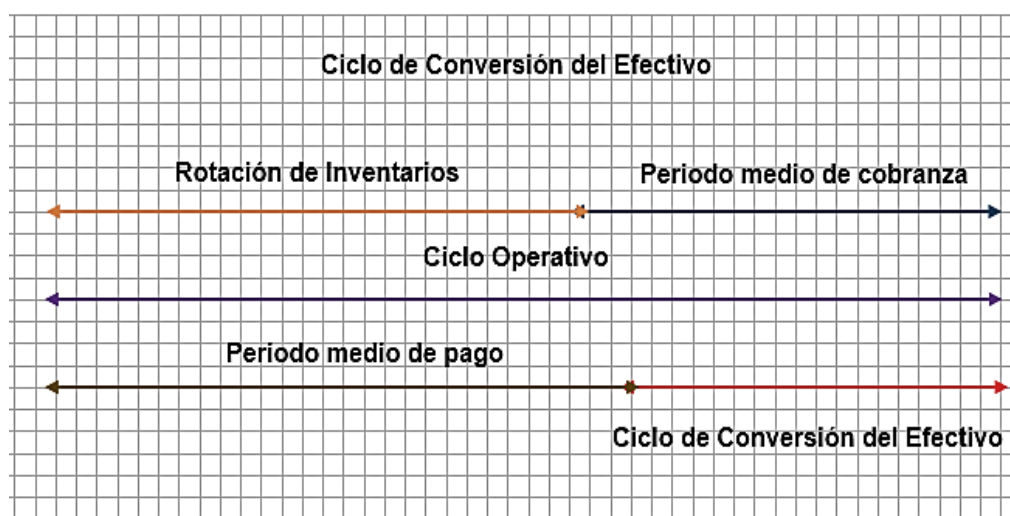 Ciclo de Conversión del Efectivo
Rotación de Inventarios
Periodo medio de cobranza
Ciclo Operativo
Periodo medio de pago
Ciclo de Conversión del Efectivo